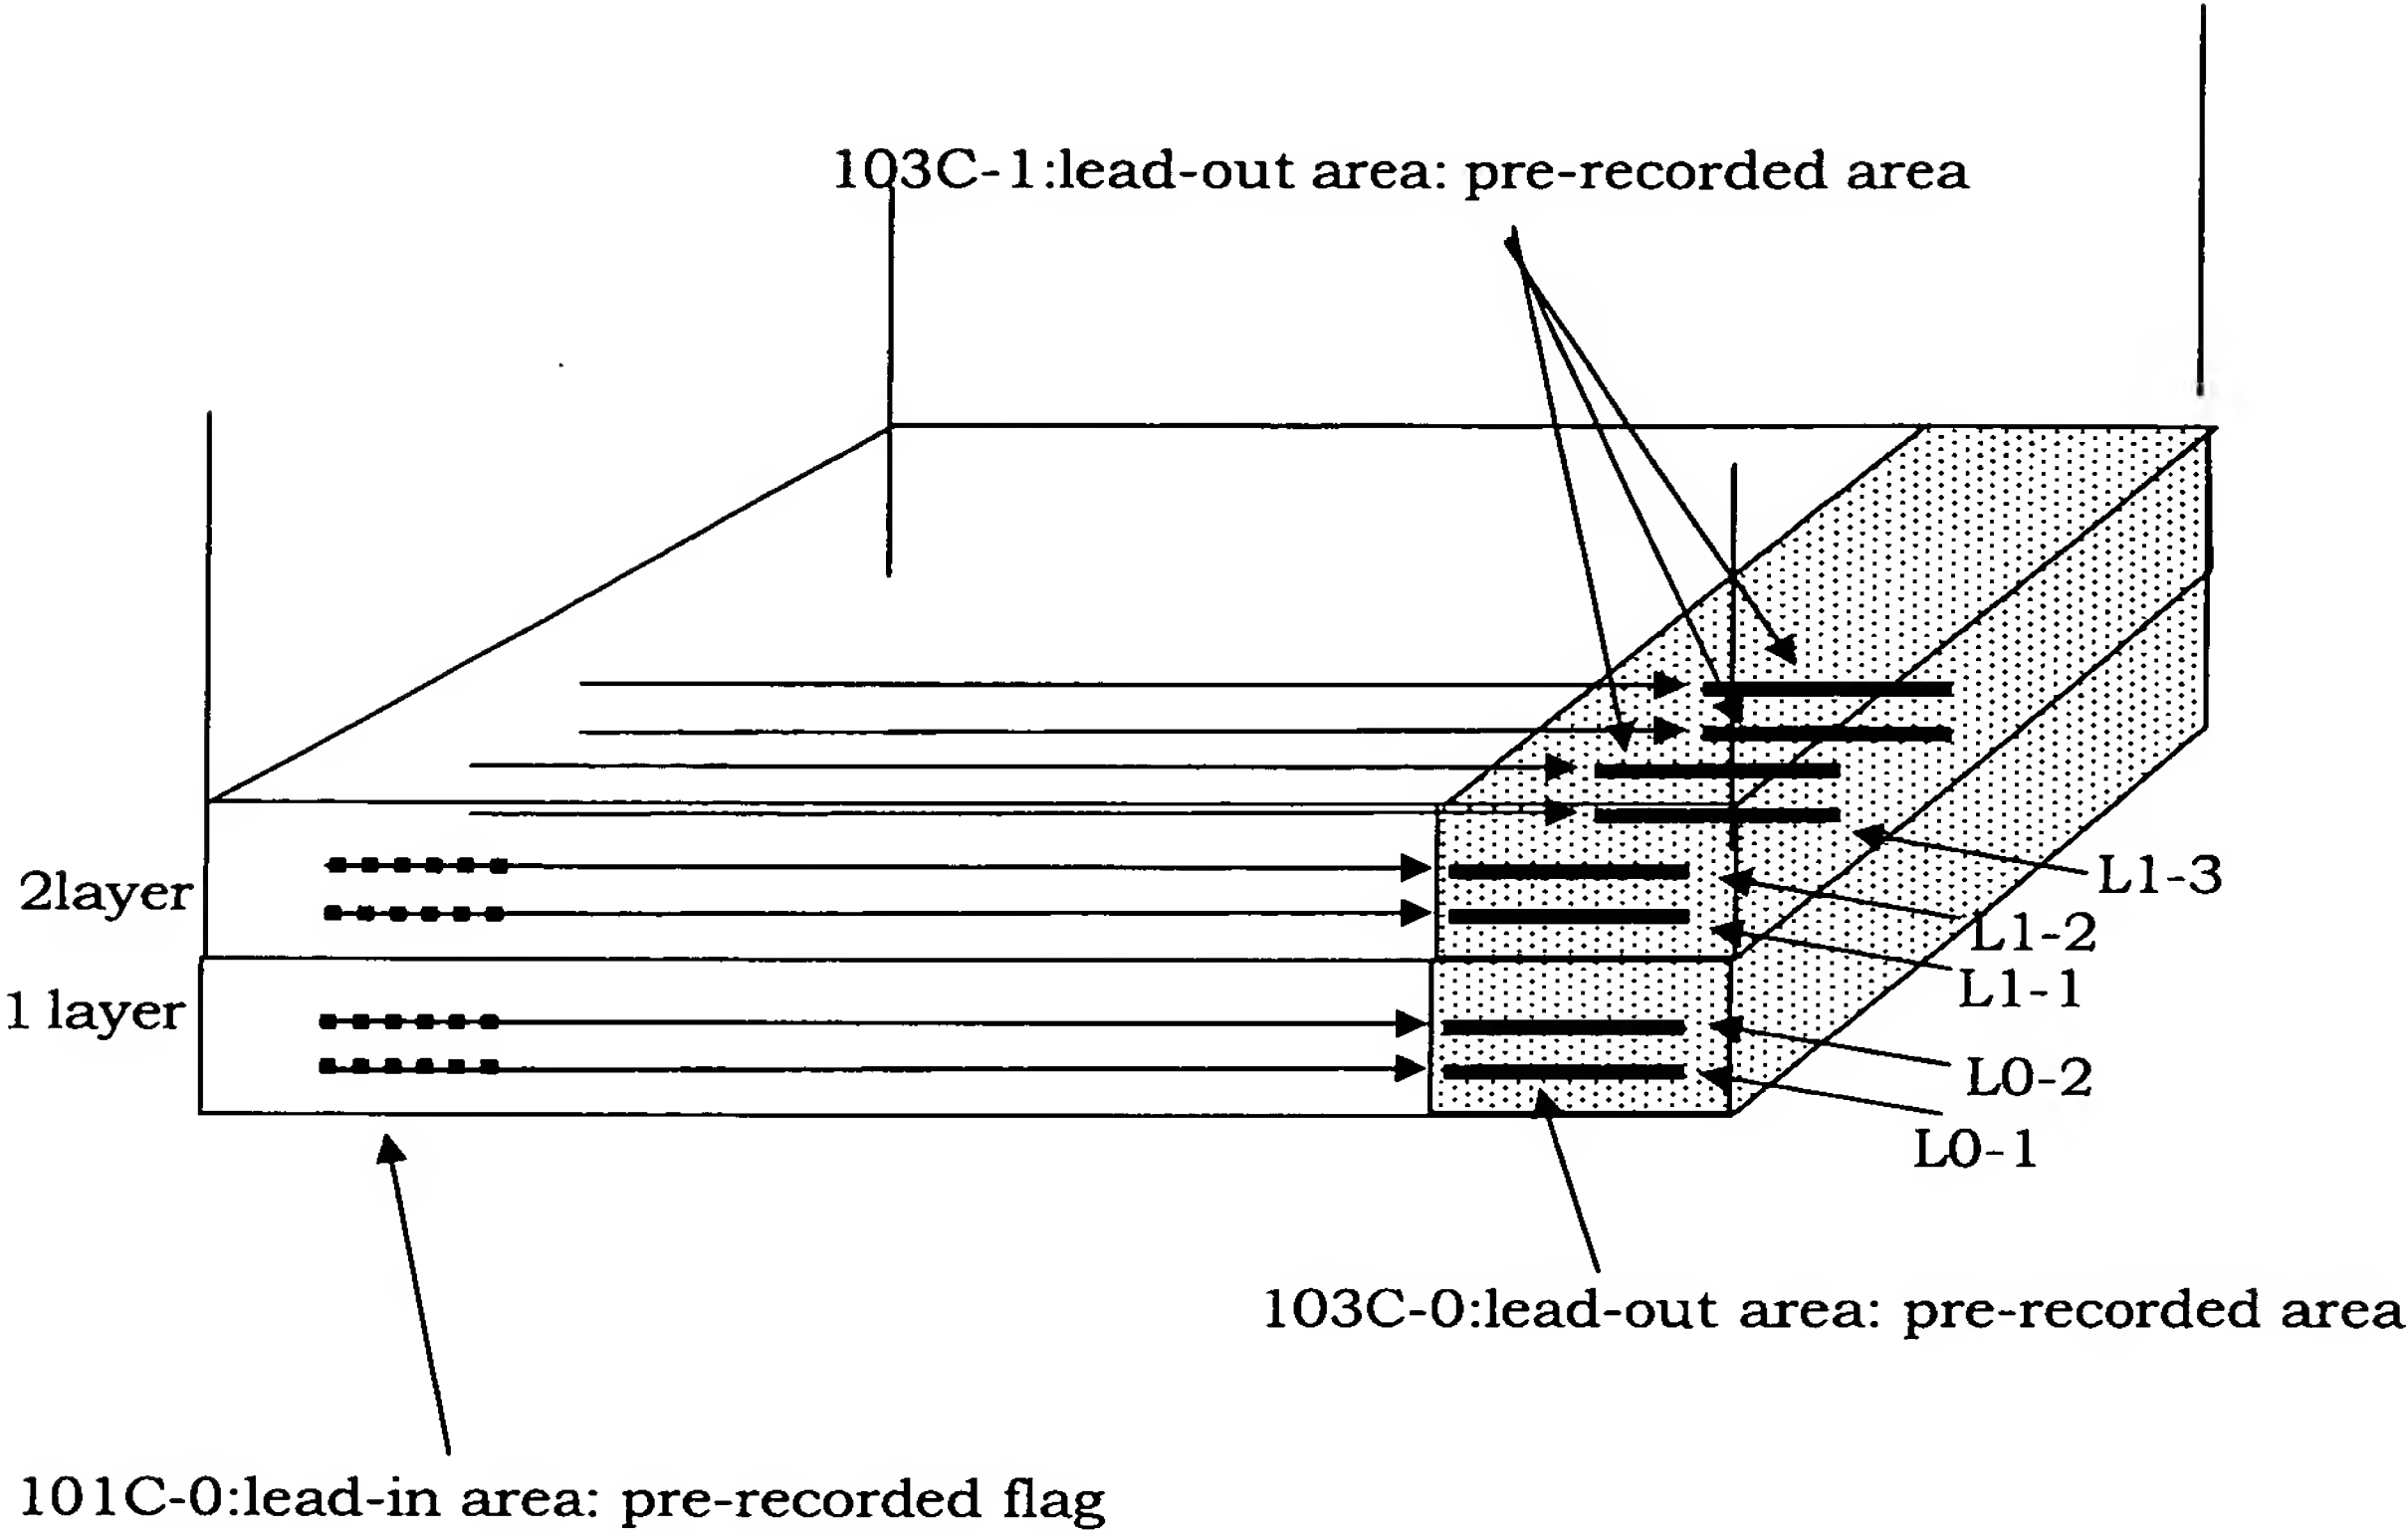 103C-1:lead-out area: pre-recorded area
2layer
L1-3
L1-2
L1-1
1 layer
L0-2
L0-1
103C-0:lead-out area: pre-recorded area
101C-0:lead-in area: pre-recorded flag